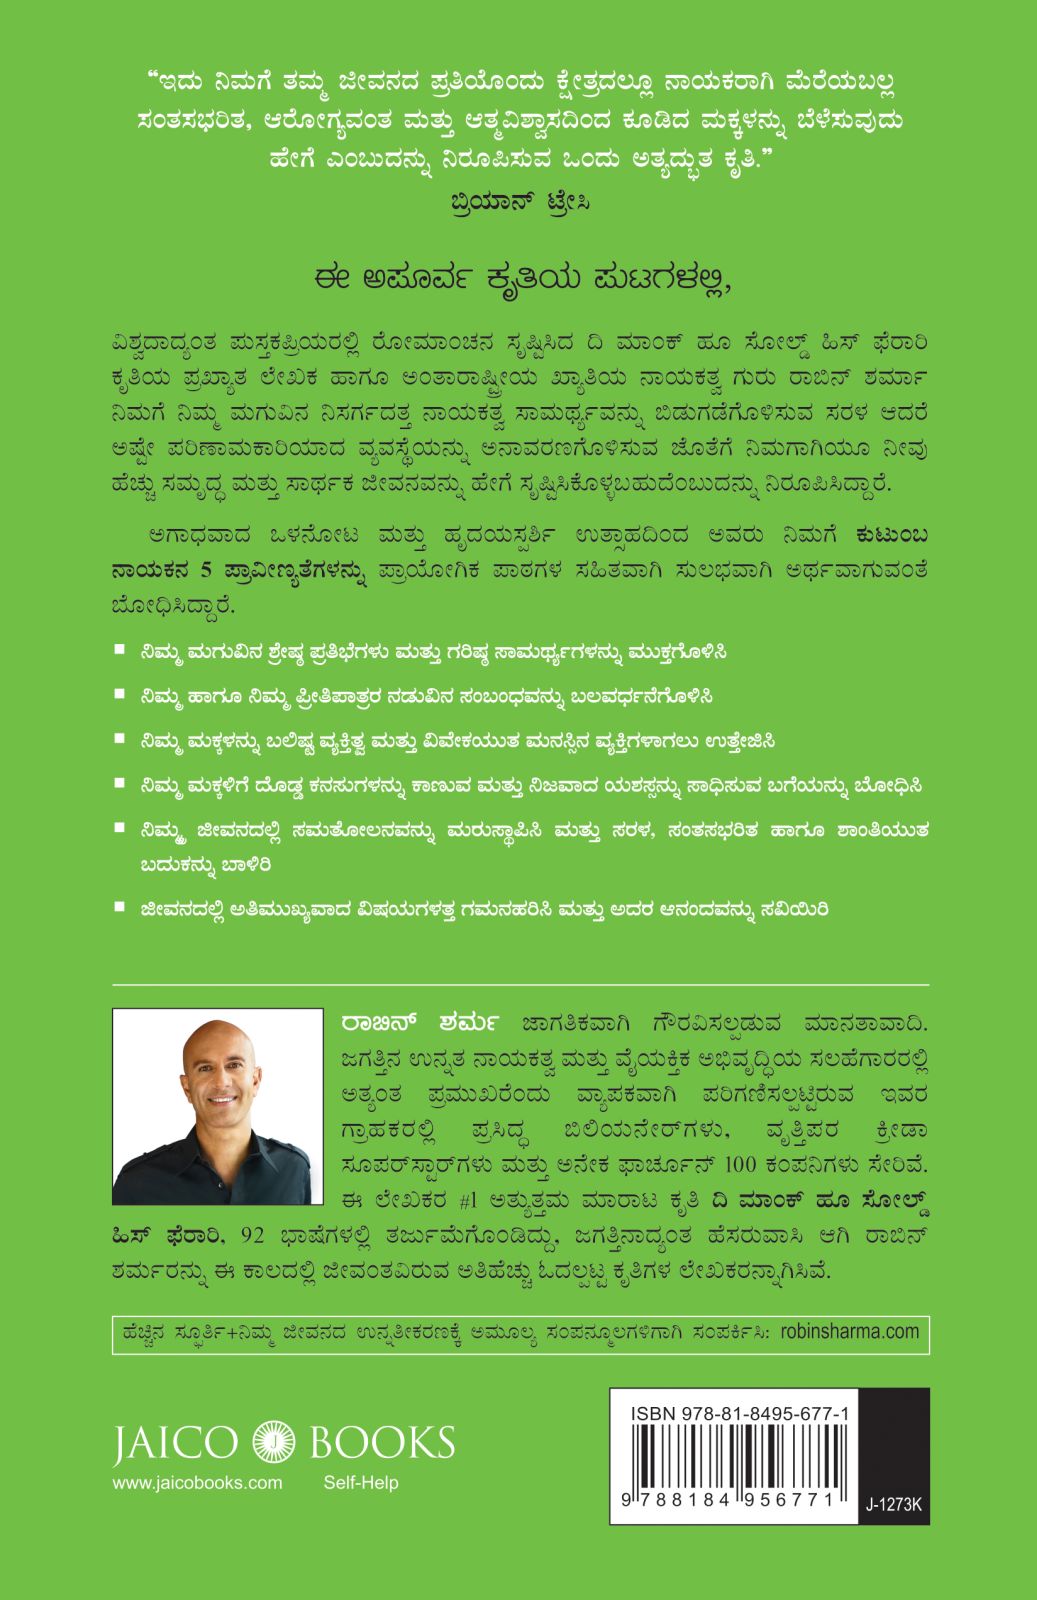 “ಇದು ನಿಮಗೆ ತಮ್ಮ ಜೀವನದ ಪ್ರತಿಯೊಂದು ಕ್ಷೇತ್ರದಲ್ಲೂ ನಾಯಕರಾಗಿ ಮೆರೆಯಬಲ್ಲ
ಸಂತಸಭರಿತ, ಆರೋಗ್ಯವಂತ ಮತ್ತು ಆತ್ಮವಿಶ್ವಾಸದಿಂದ ಕೂಡಿದ ಮಕ್ಕಳನ್ನು ಬೆಳೆಸುವುದು
ಹೇಗೆ ಎಂಬುದನ್ನು ನಿರೂಪಿಸುವ ಒಂದು ಅತ್ಯದ್ಭುತ ಕೃತಿ.”
ಬ್ರಿಯಾನ್ ಟ್ರೇಸಿ
ಈ ಅಪೂರ್ವ ಕೃತಿಯ ಪುಟಗಳಲ್ಲಿ,
ವಿಶ್ವದಾದ್ಯಂತ ಪುಸ್ತಕಪ್ರಿಯರಲ್ಲಿ ರೋಮಾಂಚನ ಸೃಷ್ಟಿಸಿದ ದಿ ಮಾಂಕ್ ಹೂ ಸೋಲ್ಡ್ ಹಿಸ್ ಫೆರಾರಿ
ಕೃತಿಯ ಪ್ರಖ್ಯಾತ ಲೇಖಕ ಹಾಗೂ ಅಂತಾರಾಷ್ಟ್ರೀಯ ಖ್ಯಾತಿಯ ನಾಯಕತ್ವ ಗುರು ರಾಬಿನ್ ಶರ್ಮಾ
ನಿಮಗೆ ನಿಮ್ಮ ಮಗುವಿನ ನಿಸರ್ಗದತ್ತ ನಾಯಕತ್ವ ಸಾಮರ್ಥ್ಯವನ್ನು ಬಿಡುಗಡೆಗೊಳಿಸುವ ಸರಳ ಆದರೆ
ಅಷ್ಟೇ ಪರಿಣಾಮಕಾರಿಯಾದ ವ್ಯವಸ್ಥೆಯನ್ನು ಅನಾವರಣಗೊಳಿಸುವ ಜೊತೆಗೆ ನಿಮಗಾಗಿಯೂ ನೀವು
ಹೆಚ್ಚು ಸಮೃದ್ಧ ಮತ್ತು ಸಾರ್ಥಕ ಜೀವನವನ್ನು ಹೇಗೆ ಸೃಷ್ಟಿಸಿಕೊಳ್ಳಬಹುದೆಂಬುದನ್ನು ನಿರೂಪಿಸಿದ್ದಾರೆ.
ಅಗಾಧವಾದ ಒಳನೋಟ ಮತ್ತು ಹೃದಯಸ್ಪರ್ಶಿ ಉತ್ಸಾಹದಿಂದ ಅವರು ನಿಮಗೆ ಕುಟುಂಬ
ನಾಯಕನ 5 ಪ್ರಾವೀಣ್ಯತೆಗಳನ್ನು ಪ್ರಾಯೋಗಿಕ ಪಾಠಗಳ ಸಹಿತವಾಗಿ ಸುಲಭವಾಗಿ ಅರ್ಥವಾಗುವಂತೆ
ಬೋಧಿಸಿದ್ದಾರೆ.
▪ ನಿಮ್ಮ ಮಗುವಿನ ಶ್ರೇಷ್ಠ ಪ್ರತಿಭೆಗಳು ಮತ್ತು ಗರಿಷ್ಠ ಸಾಮರ್ಥ್ಯಗಳನ್ನು ಮುಕ್ತಗೊಳಿಸಿ
▪ ನಿಮ್ಮ ಹಾಗೂ ನಿಮ್ಮ ಪ್ರೀತಿಪಾತ್ರರ ನಡುವಿನ ಸಂಬಂಧವನ್ನು ಬಲವರ್ಧನೆಗೊಳಿಸಿ
▪ ನಿಮ್ಮ ಮಕ್ಕಳನ್ನು ಬಲಿಷ್ಟ ವ್ಯಕ್ತಿತ್ವ ಮತ್ತು ವಿವೇಕಯುತ ಮನಸ್ಸಿನ ವ್ಯಕ್ತಿಗಳಾಗಲು ಉತ್ತೇಜಿಸಿ
▪ ನಿಮ್ಮ ಮಕ್ಕಳಿಗೆ ದೊಡ್ಡ ಕನಸುಗಳನ್ನು ಕಾಣುವ ಮತ್ತು ನಿಜವಾದ ಯಶಸ್ಸನ್ನು ಸಾಧಿಸುವ ಬಗೆಯನ್ನು ಬೋಧಿಸಿ
▪ ಜೀವನದಲ್ಲಿ ಸಮತೋಲನವನ್ನು ಮರುಸ್ಥಾಪಿಸಿ ಮತ್ತು ಸರಳ, ಸಂತಸಭರಿತ ಹಾಗೂ ಶಾಂತಿಯುತ
ಬದುಕನ್ನು ಬಾಳಿರಿ
▪ ಜೀವನದಲ್ಲಿ ಅತಿಮುಖ್ಯವಾದ ವಿಷಯಗಳತ್ತ ಗಮನಹರಿಸಿ ಮತ್ತು ಅದರ ಆನಂದವನ್ನು ಸವಿಯಿರಿ
ರಾಬಿನ್ ಶರ್ಮ ಜಾಗತಿಕವಾಗಿ ಗೌರವಿಸಲ್ಪಡುವ ಮಾನತಾವಾದಿ.
ಜಗತ್ತಿನ ಉನ್ನತ ನಾಯಕತ್ವ ಮತ್ತು ವೈಯಕ್ತಿಕ ಅಭಿವೃದ್ಧಿಯ ಸಲಹೆಗಾರರಲ್ಲಿ
ಅತ್ಯಂತ ಪ್ರಮುಖರೆಂದು ವ್ಯಾಪಕವಾಗಿ ಪರಿಗಣಿಸಲ್ಪಟ್ಟಿರುವ ಇವರ
ಗ್ರಾಹಕರಲ್ಲಿ ಪ್ರಸಿದ್ಧ ಬಿಲಿಯನೇರ್‌ಗಳು, ವೃತ್ತಿಪರ ಕ್ರೀಡಾ
ಸೂಪರ್‌ಸ್ಟಾರ್‌ಗಳು ಮತ್ತು ಅನೇಕ ಫಾರ್ಚೂನ್ 100 ಕಂಪನಿಗಳು ಸೇರಿವೆ.
ಈ ಲೇಖಕರ #1 ಅತ್ಯುತ್ತಮ ಮಾರಾಟ ಕೃತಿ ದಿ ಮಾಂಕ್ ಹೂ ಸೋಲ್ಡ್
ಹಿಸ್ ಫೆರಾರಿ, 92 ಭಾಷೆಗಳಲ್ಲಿ ತರ್ಜುಮೆಗೊಂಡಿದ್ದು, ಜಗತ್ತಿನಾದ್ಯಂತ ಹೆಸರುವಾಸಿ ಆಗಿ ರಾಬಿನ್
ಶರ್ಮರನ್ನು ಈ ಕಾಲದಲ್ಲಿ ಜೀವಂತವಿರುವ ಅತಿಹೆಚ್ಚು ಓದಲ್ಪಟ್ಟ ಕೃತಿಗಳ ಲೇಖಕರನ್ನಾಗಿಸಿವೆ.
ಹೆಚ್ಚಿನ ಸ್ಫೂರ್ತಿ+ನಿಮ್ಮ ಜೀವನದ ಉನ್ನತೀಕರಣಕ್ಕೆ ಅಮೂಲ್ಯ ಸಂಪನ್ಮೂಲಗಳಿಗಾಗಿ ಸಂಪರ್ಕಿಸಿ: robinsharma.com
JAICO J BOOKS
www.jaicobooks.com Self-Help
ISBN 978-81-8495-677-1
9 788184 956771
J-1273K